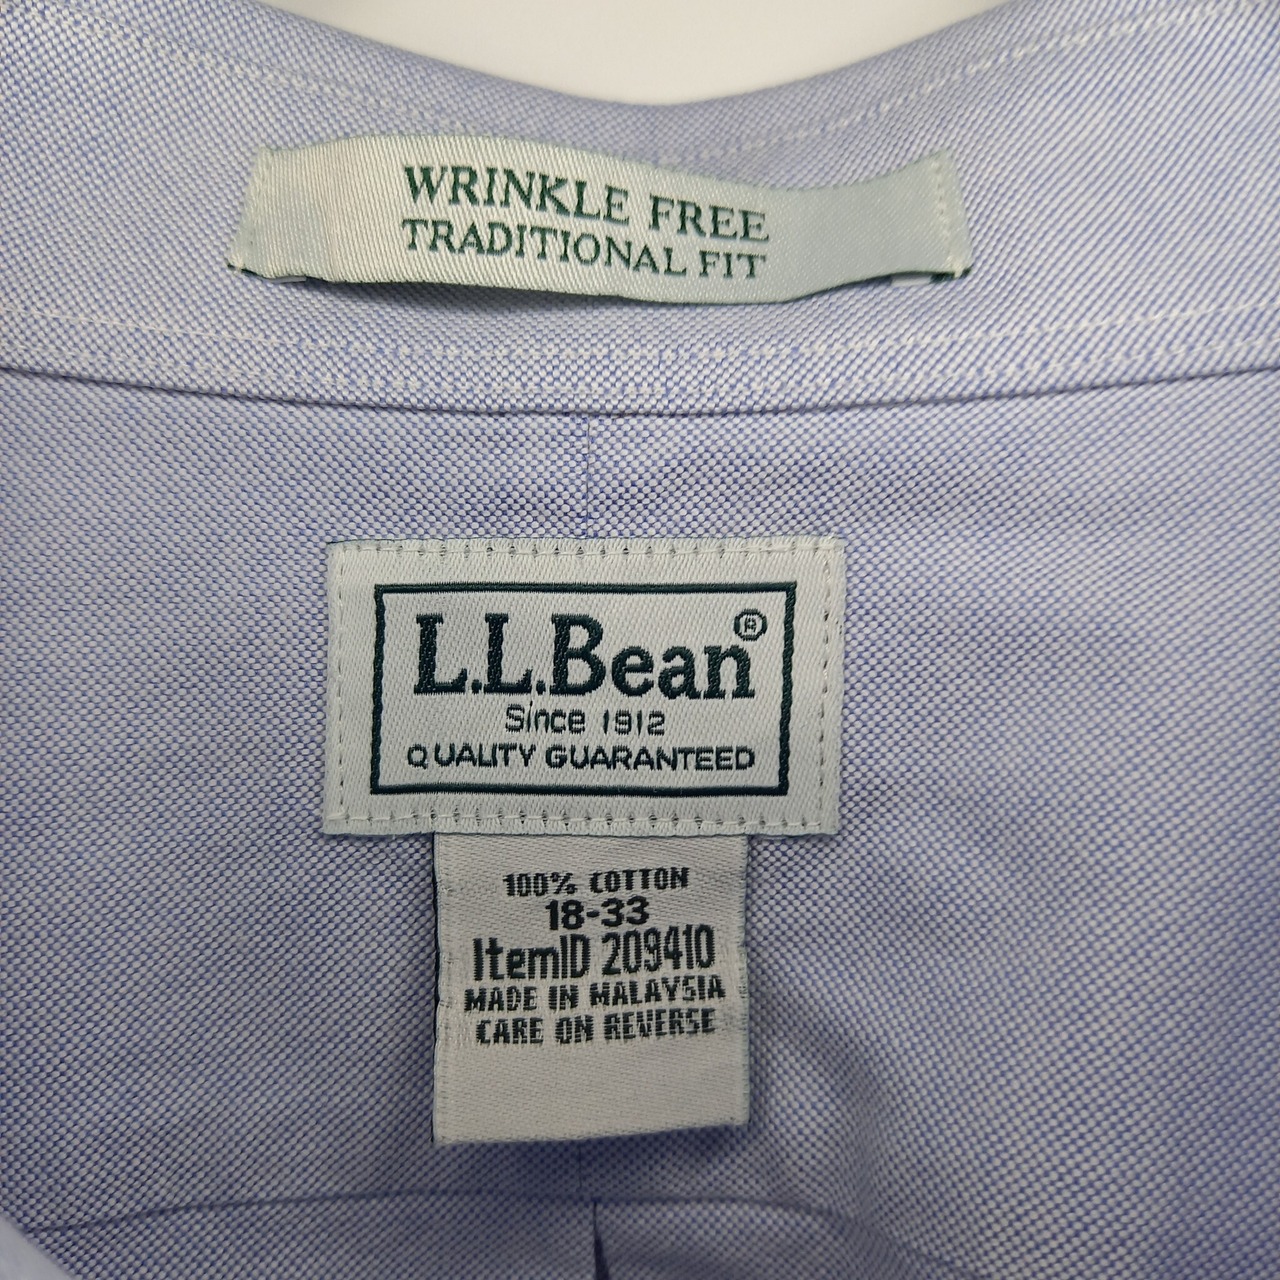 WRINKLE FREE
TRADITIONAL FIT
L.L.Bean®
Since 1912
QUALITY GUARANTEED
100% COTTON
18-33
ItemID 209410
MADE IN MALAYSIA
CARE ON REVERSE